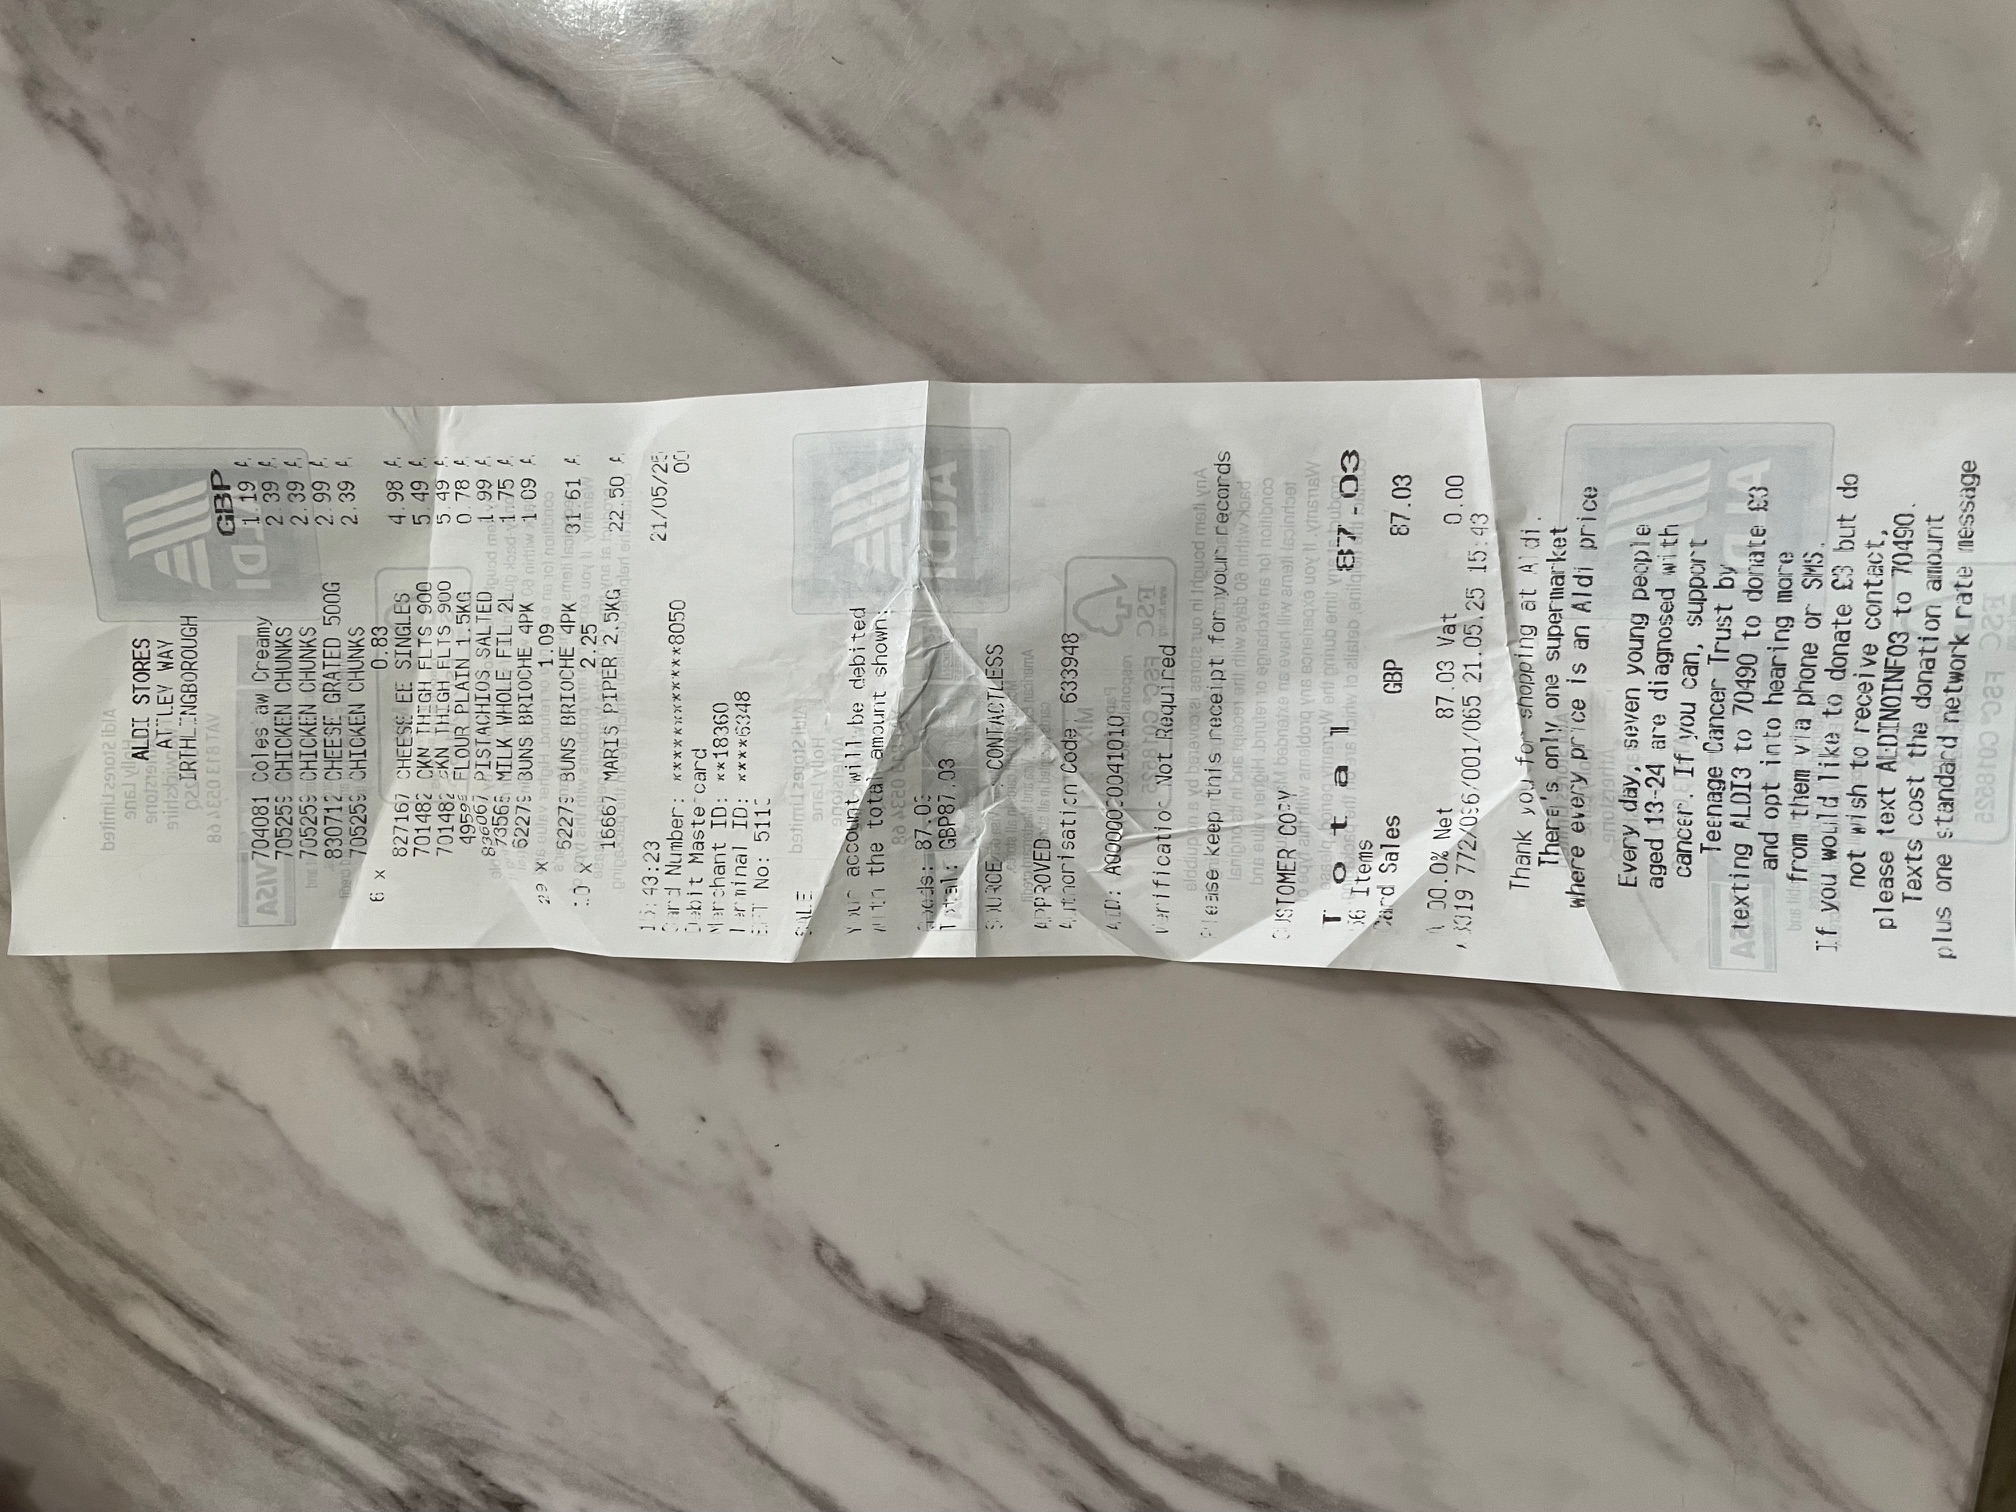 ALDI STORES
ATTLEY WAY
IRTHLINGBOROUGH
GBP
704081 Coles aw Creamy 1.19 A
705259 CHICKEN CHUNKS 2.39 A
705259 CHICKEN CHUNKS 2.39 A
830712 CHEESE GRATED 500G 2.99 A
705259 CHICKEN CHUNKS 2.39 A
6 x 0.83
827167 CHEESE EE SINGLES 4.98 A
701482 CKN THIGH FLTS 900 5.49 A
701482 CKN THIGH FLTS 900 5.49 A
FLOUR PLAIN 1.5KG 0.78 A
836067 PISTACHIOS SALTED 1.99 A
MILK WHOLE FIL 2L 1.75 A
62279 BUNS BRIOCHE 4PK 1.09 A
29 x 1.09
62279 BUNS BRIOCHE 4PK 31.61 A
10 x 2.25
16667 MARIS PIPER 2.5KG 22.50 A
15:43:23 21/05/25
Card Number: ************8050 00
Debit Mastercard
Merchant ID: **18360
Terminal ID: ****6348
EFT No:
SALE
Your account will be debited
with the total amount shown:
Goods: 87.03
Total: GBP87.03
SOURCE : CONTACTLESS
APPROVED
Authorisation Code: 633948
AID: A0000000041010
Verification Not Required
Please keep this receipt for your records
CUSTOMER COPY
Total 87.03
56 Items
Card Sales GBP 87.03
A 00.0% Net 87.03 Vat 0.00
772/096/001/065 21.05.25 15:43
Thank you for shopping at Aldi.
There's only one supermarket
where every price is an Aldi price
Every day, seven young people
aged 13-24 are diagnosed with
cancer. If you can, support
Teenage Cancer Trust by
texting ALDI3 to 70490 to donate £3
and opt into hearing more
from them via phone or SMS.
If you would like to donate £3 but do
not wish to receive contact,
please text ALDINOINFO3 to 70490.
Texts cost the donation amount
plus one standard network rate message